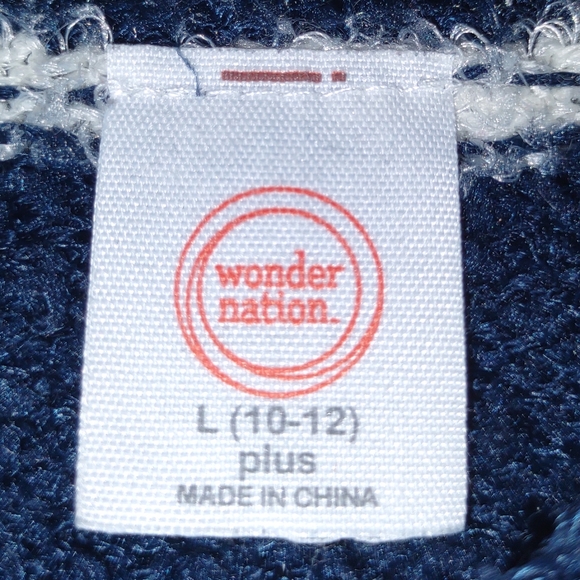 wonder
nation.
L (10-12)
plus
MADE IN CHINA